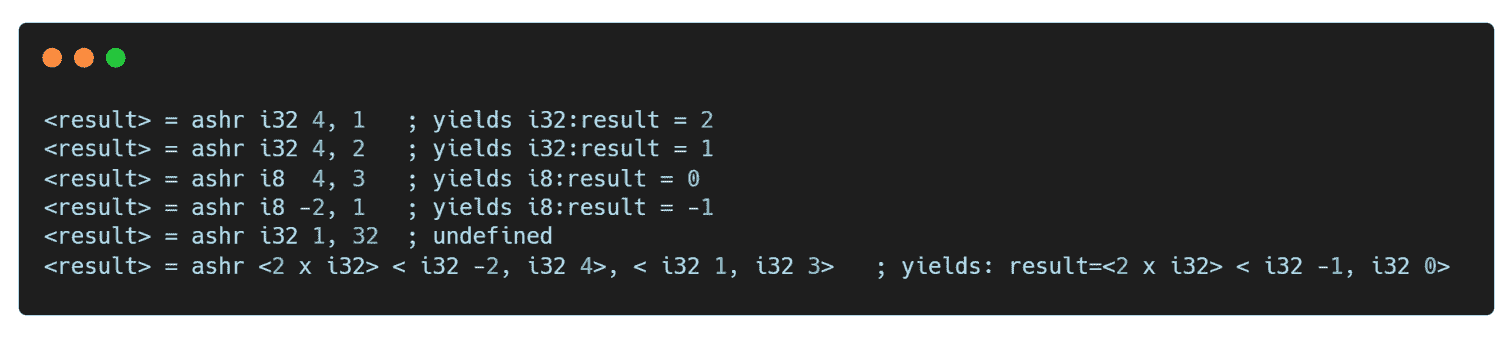 <result> = ashr i32 4, 1   ; yields i32:result = 2
<result> = ashr i32 4, 2   ; yields i32:result = 1
<result> = ashr i8  4, 3   ; yields i8:result = 0
<result> = ashr i8 -2, 1   ; yields i8:result = -1
<result> = ashr i32 1, 32  ; undefined
<result> = ashr <2 x i32> < i32 -2, i32 4>, < i32 1, i32 3>   ; yields: result=<2 x i32> < i32 -1, i32 0>